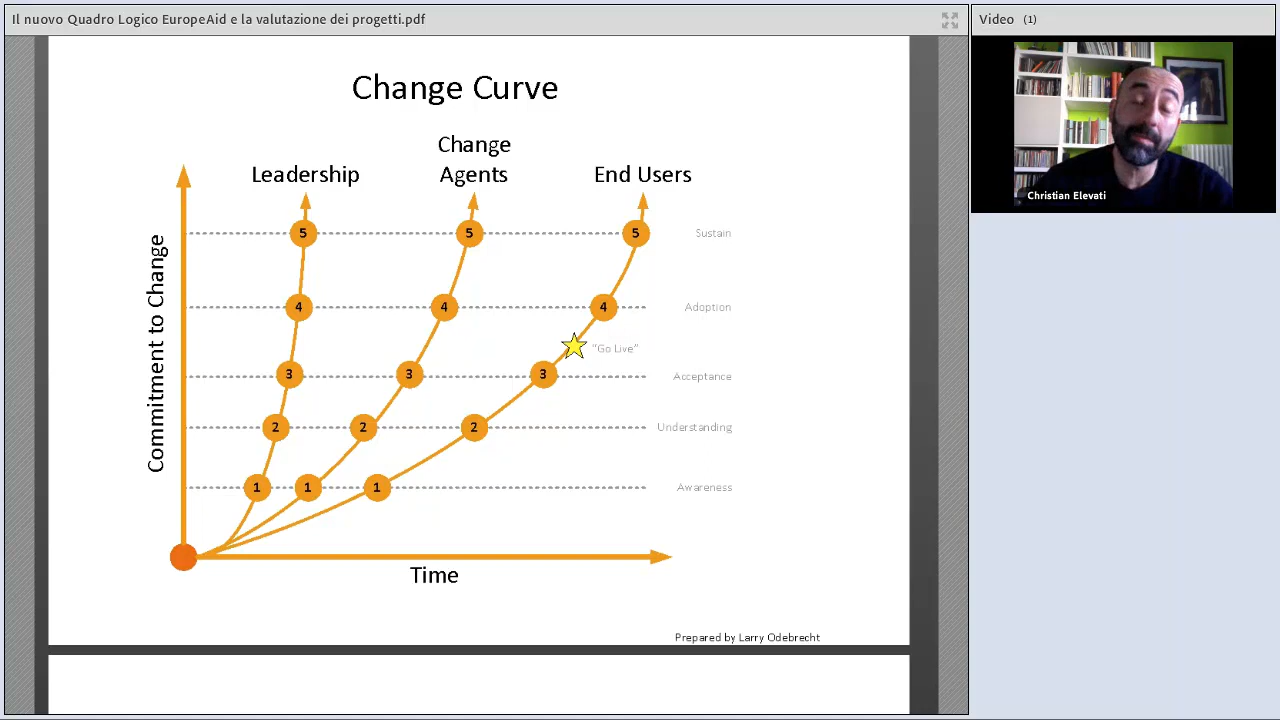 Il nuovo Quadro Logico EuropeAid e la valutazione dei progetti.pdf
Video (1)
Christian Elevati
Change Curve
Leadership
Change
Agents
End Users
5 5 5 Sustain
4 4 4 Adoption
"Go Live"
3 3 3 Acceptance
2 2 2 Understanding
1 1 1 Awareness
Commitment to Change
Time
Prepared by Larry Odebrecht